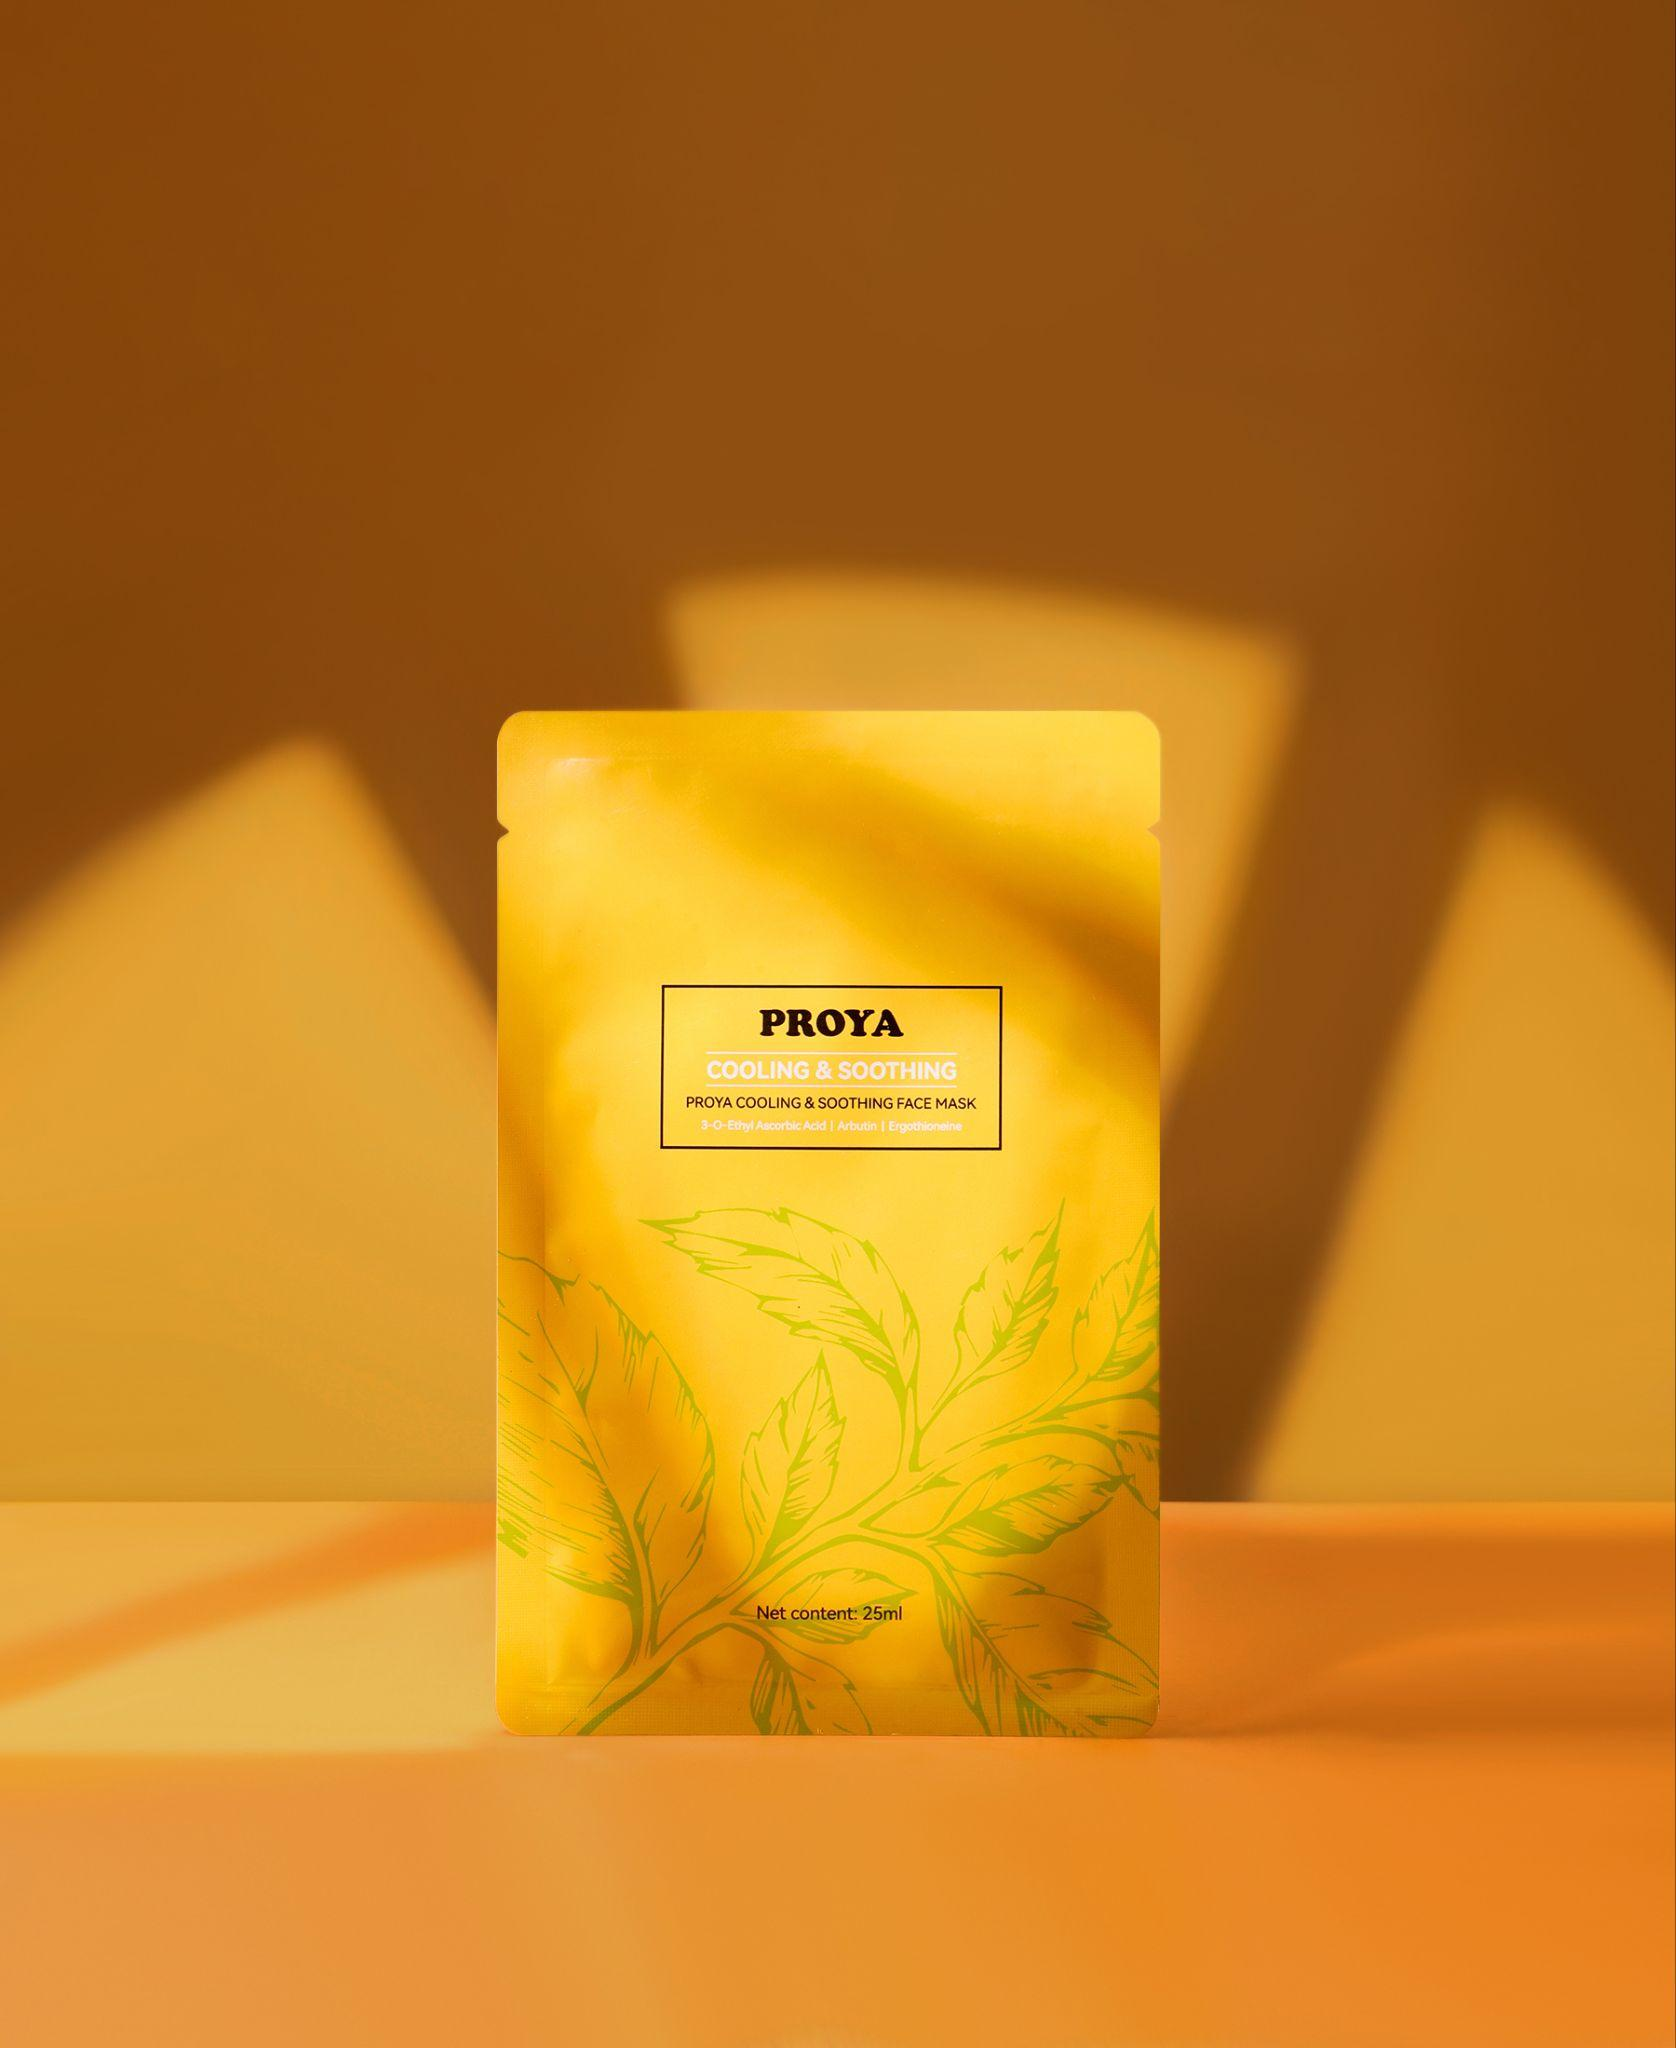 PROYA
COOLING & SOOTHING
PROYA COOLING & SOOTHING FACE MASK
3-O-Ethyl Ascorbic Acid | Arbutin | Ergothioneine
Net content: 25ml